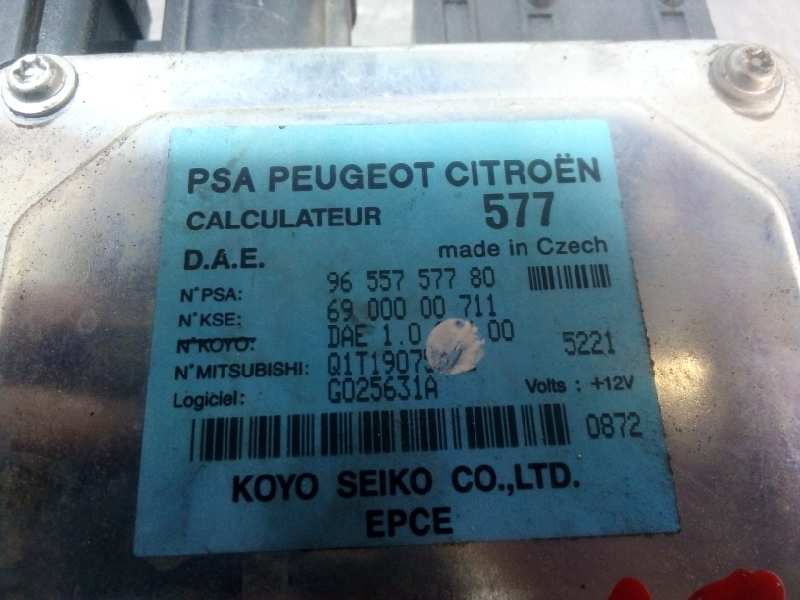 PSA PEUGEOT CITROËN
CALCULATEUR 577
D.A.E. made in Czech
N°PSA: 96 557 577 80
N°KSE: 69 000 00 711
N°KOYO: DAE 1.0 00 5221
N°MITSUBISHI:
Logiciel: G025631A Volts : +12V
0872
KOYO SEIKO CO.,LTD.
EPCE